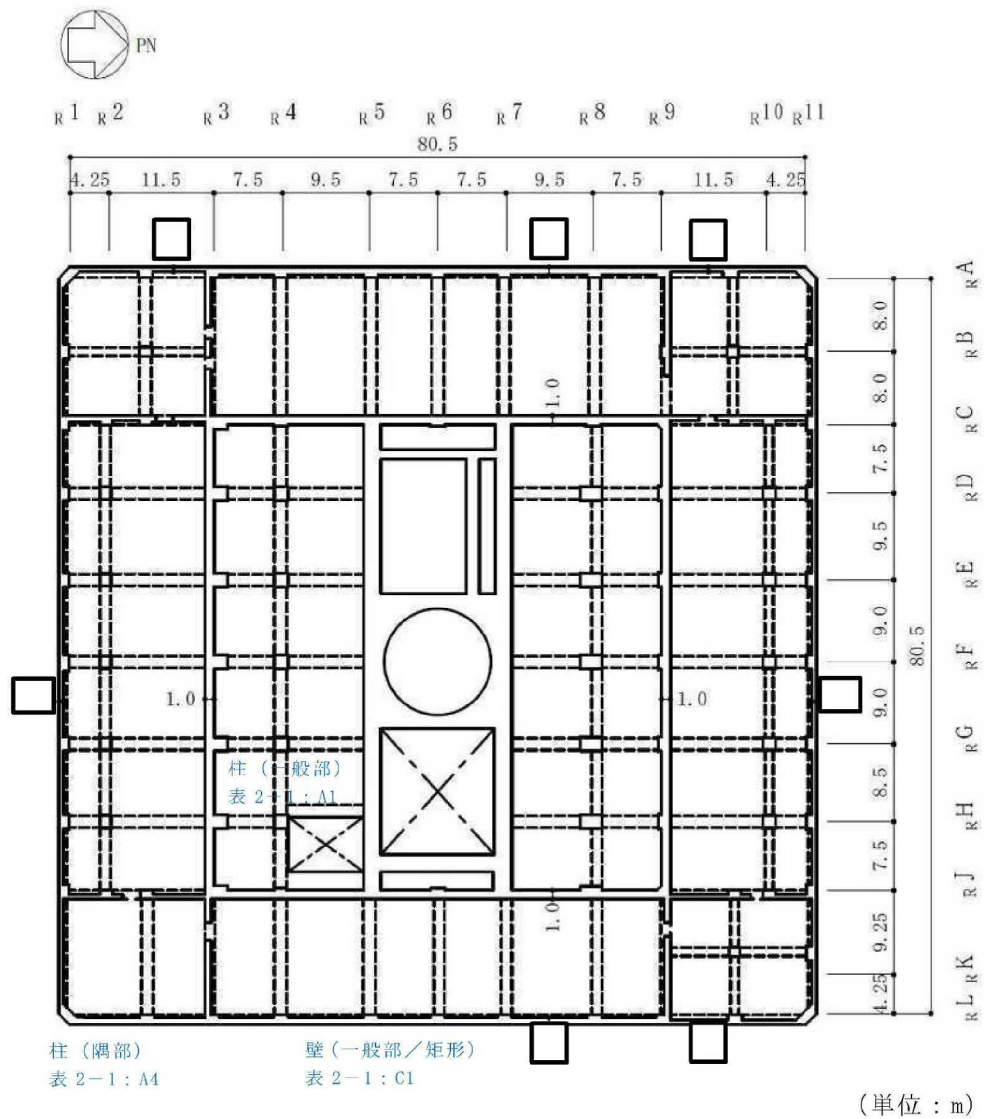 PN
R1 R2 R3 R4 R5 R6 R7 R8 R9 R10 R11
80.5
4.25 11.5 7.5 9.5 7.5 7.5 9.5 7.5 11.5 4.25
RA
8.0
RB
8.0
1.0
RC
7.5
RD
9.5
RE
9.0
RF
80.5
1.0
1.0
9.0
RG
柱（一般部）
表 2－1：A1
8.5
RH
7.5
RJ
1.0
9.25
RK
4.25
RL
柱（隅部）
表 2－1：A4
壁（一般部／矩形）
表 2－1：C1
（単位：m）